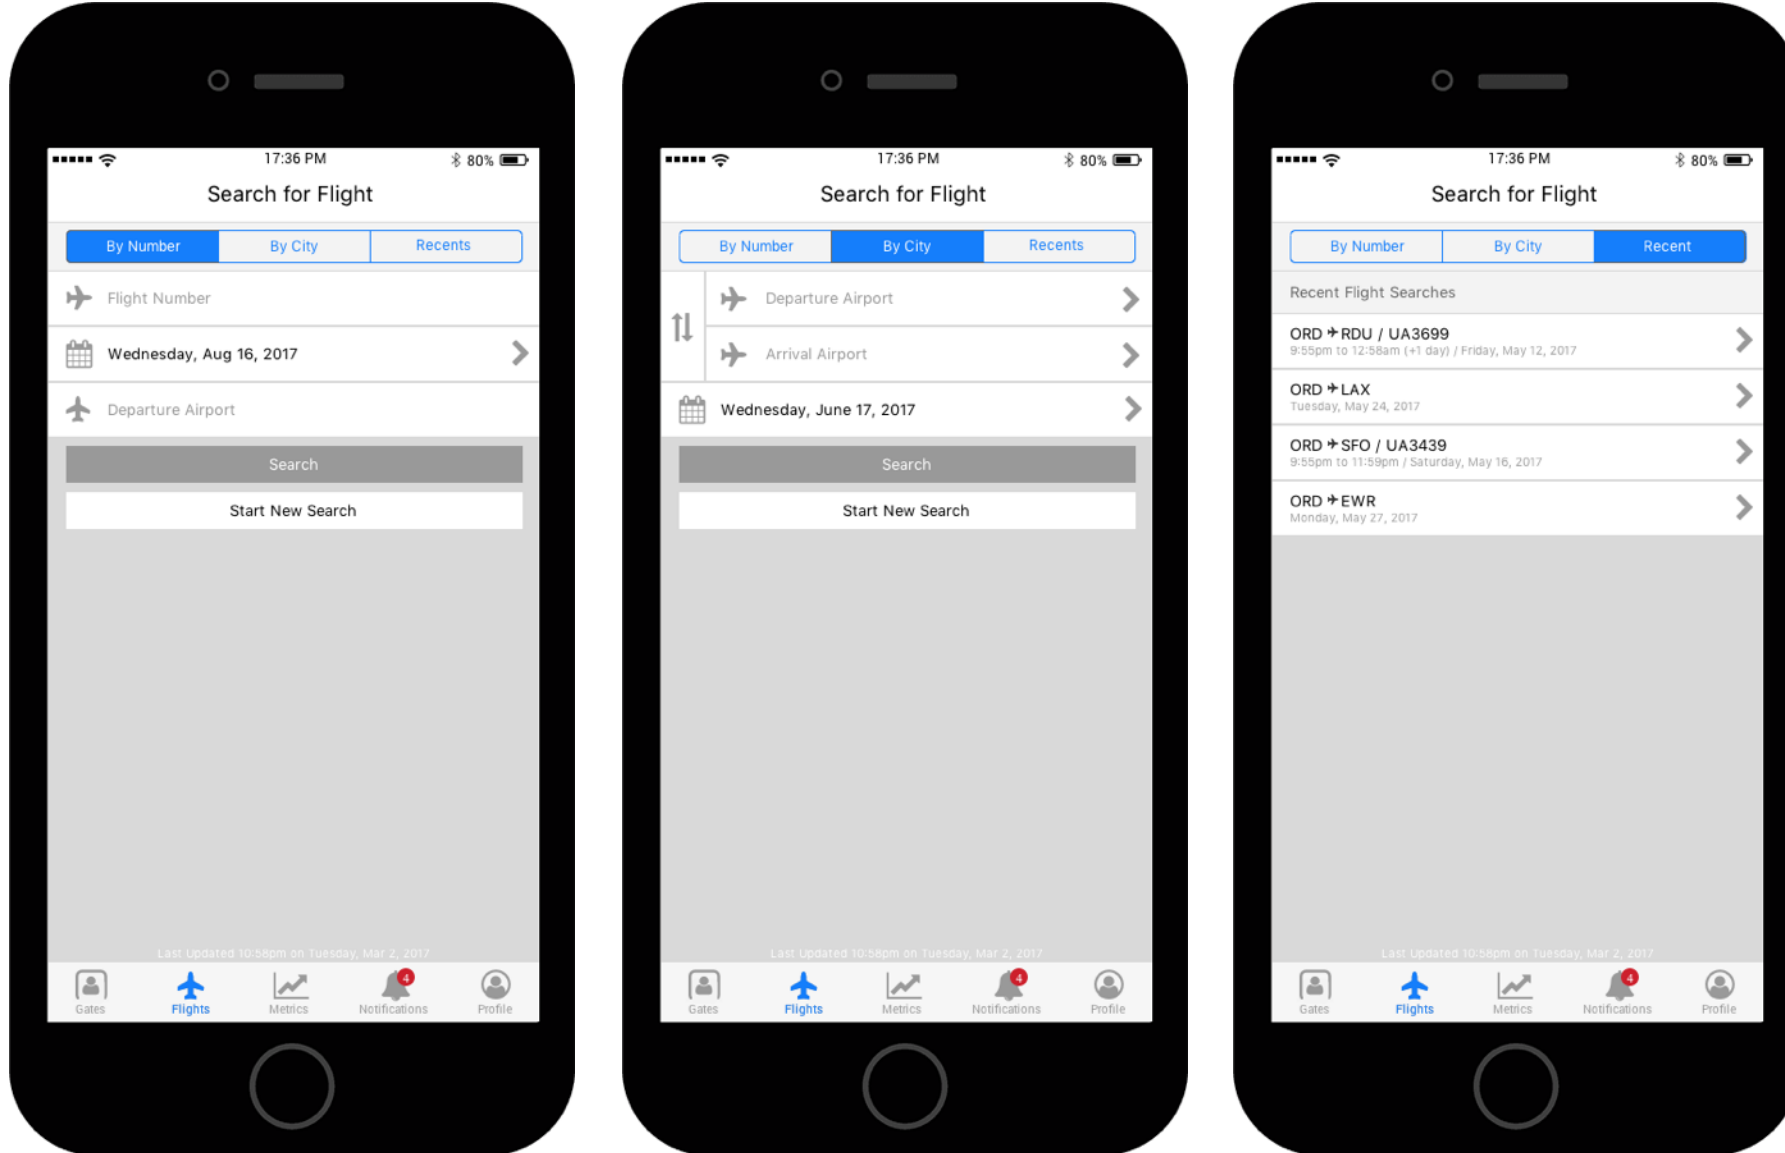 17:36 PM 80%
Search for Flight
By Number By City Recents
Flight Number
Wednesday, Aug 16, 2017
Departure Airport
Search
Start New Search
Last Updated 10:58pm on Tuesday, Mar 2, 2017
4
Gates Flights Metrics Notifications Profile
17:36 PM 80%
Search for Flight
By Number By City Recents
Departure Airport
Arrival Airport
Wednesday, June 17, 2017
Search
Start New Search
Last Updated 10:58pm on Tuesday, Mar 2, 2017
4
Gates Flights Metrics Notifications Profile
17:36 PM 80%
Search for Flight
By Number By City Recent
Recent Flight Searches
ORD RDU / UA3699
9:55pm to 12:58am (+1 day) / Friday, May 12, 2017
ORD LAX
Tuesday, May 24, 2017
ORD SFO / UA3439
9:55pm to 11:59pm / Saturday, May 16, 2017
ORD EWR
Monday, May 27, 2017
Last Updated 10:58pm on Tuesday, Mar 2, 2017
4
Gates Flights Metrics Notifications Profile